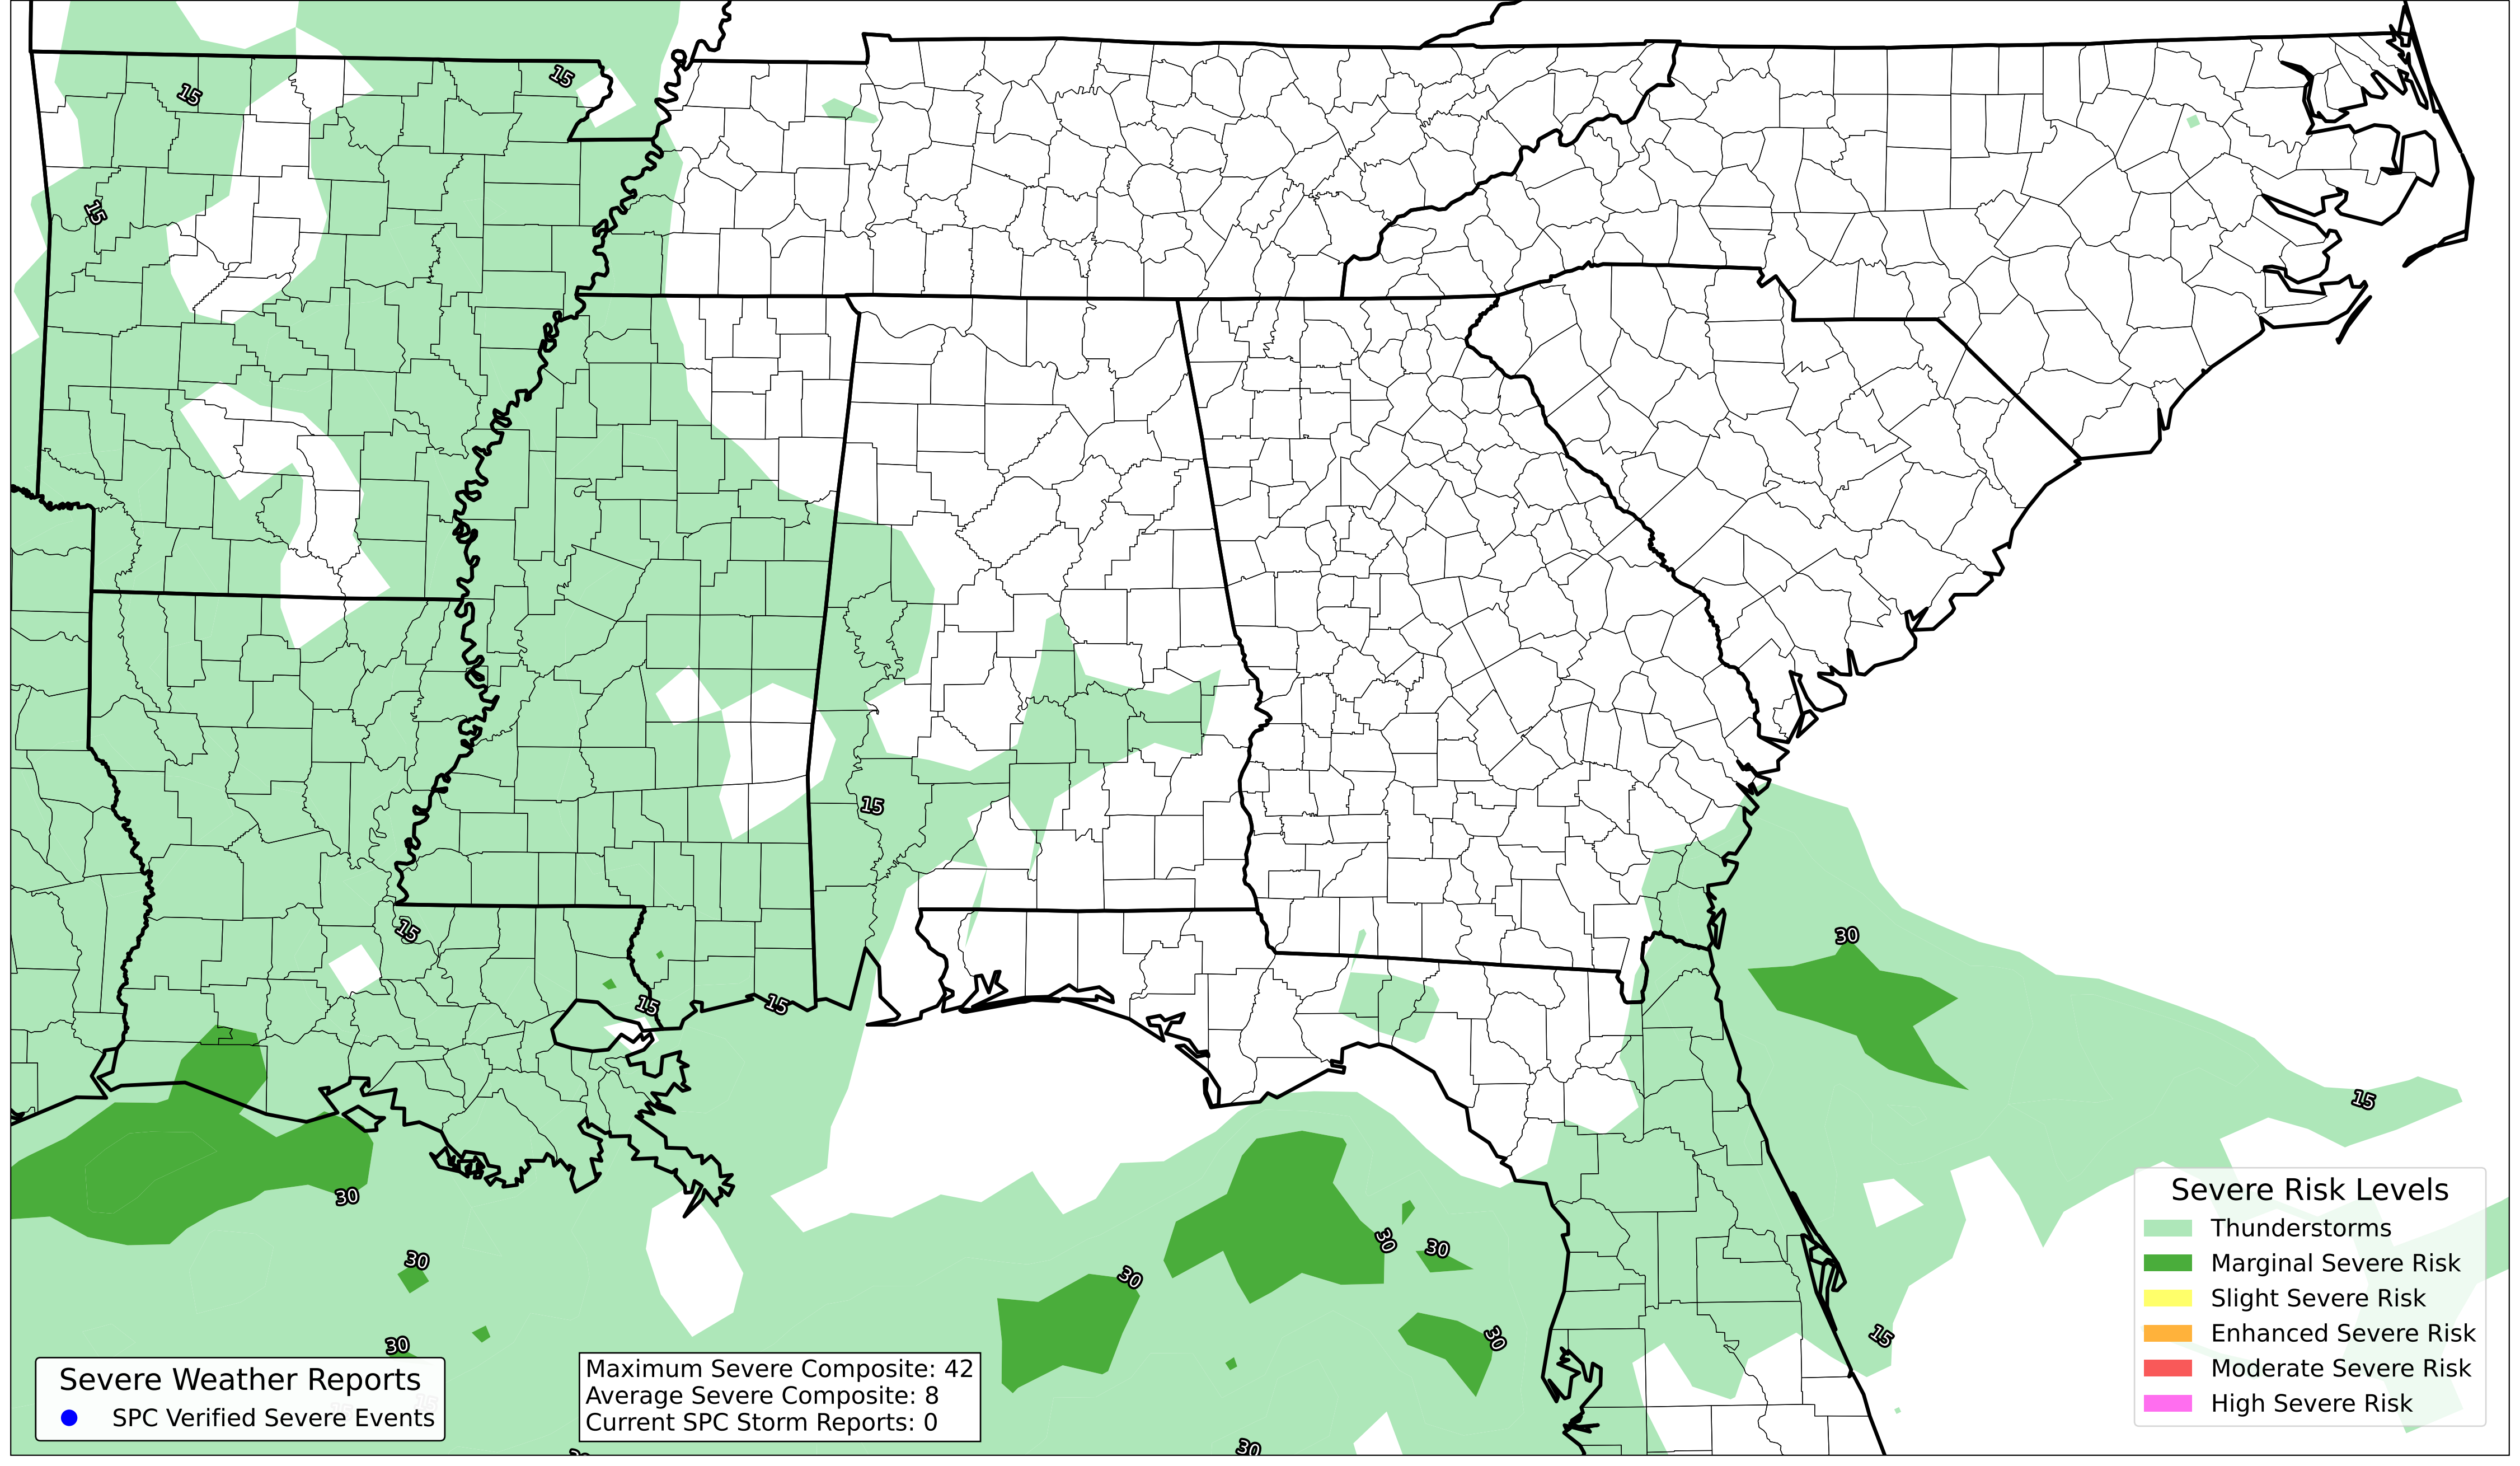 15
15
15
15
15
15
15
30
15
30
30
30
30
30
30
15
30
30
Severe Risk Levels
Thunderstorms
Marginal Severe Risk
Slight Severe Risk
Enhanced Severe Risk
Moderate Severe Risk
High Severe Risk
Severe Weather Reports
SPC Verified Severe Events
Maximum Severe Composite: 42
Average Severe Composite: 8
Current SPC Storm Reports: 0